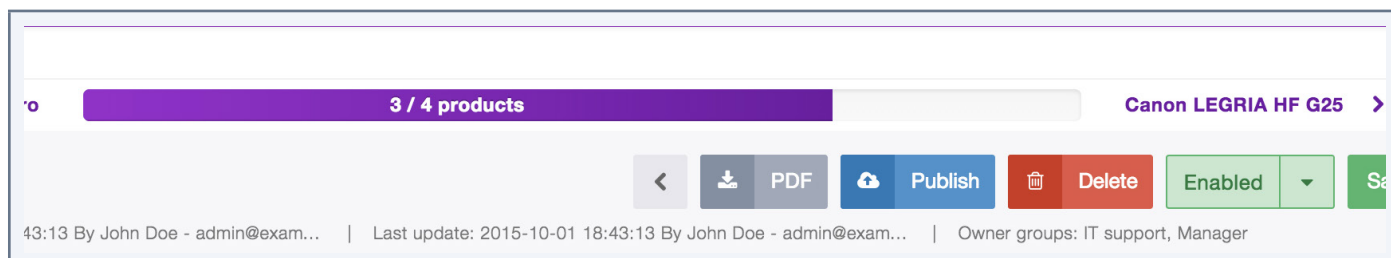 ro 3 / 4 products Canon LEGRIA HF G25
PDF Publish Delete Enabled Sa
43:13 By John Doe - admin@exam... | Last update: 2015-10-01 18:43:13 By John Doe - admin@exam... | Owner groups: IT support, Manager